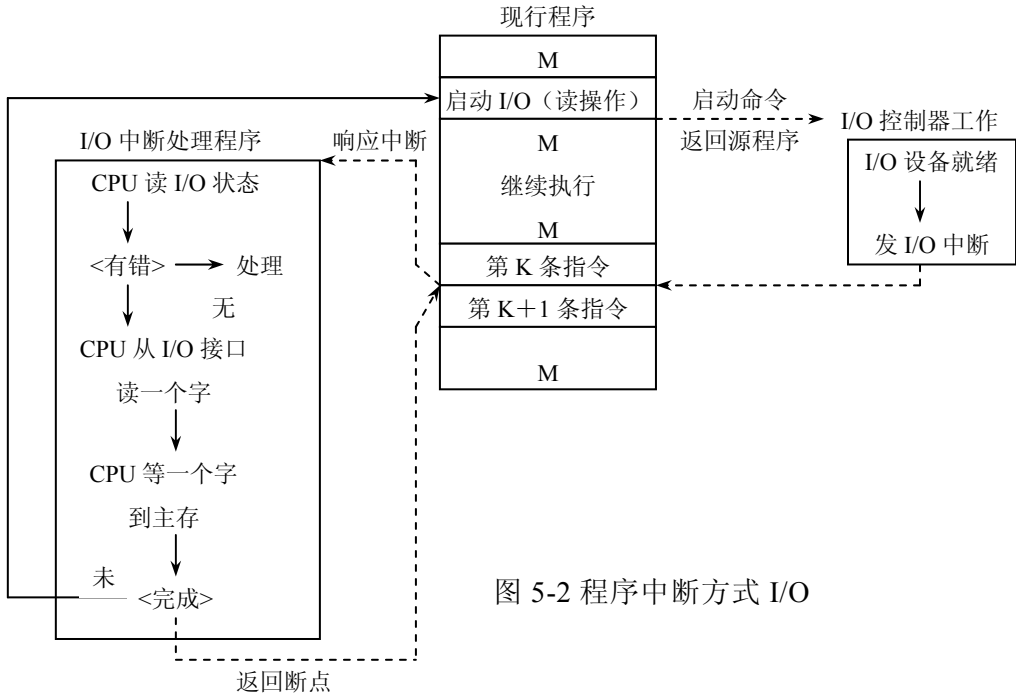 现行程序
M
启动 I/O（读操作）
启动命令
I/O 控制器工作
I/O 中断处理程序
响应中断
M
返回源程序
CPU 读 I/O 状态
继续执行
I/O 设备就绪
M
发 I/O 中断
<有错>
处理
第 K 条指令
无
第 K＋1 条指令
CPU 从 I/O 接口
M
读一个字
CPU 等一个字
到主存
未
<完成>
图 5-2 程序中断方式 I/O
返回断点